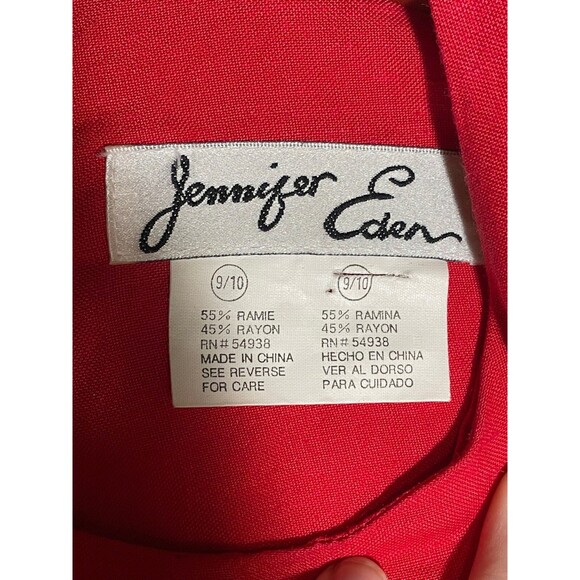 Jennifer Eden
9/10
55% RAMIE
45% RAYON
RN# 54938
MADE IN CHINA
SEE REVERSE
FOR CARE
9/10
55% RAMINA
45% RAYON
RN# 54938
HECHO EN CHINA
VER AL DORSO
PARA CUIDADO